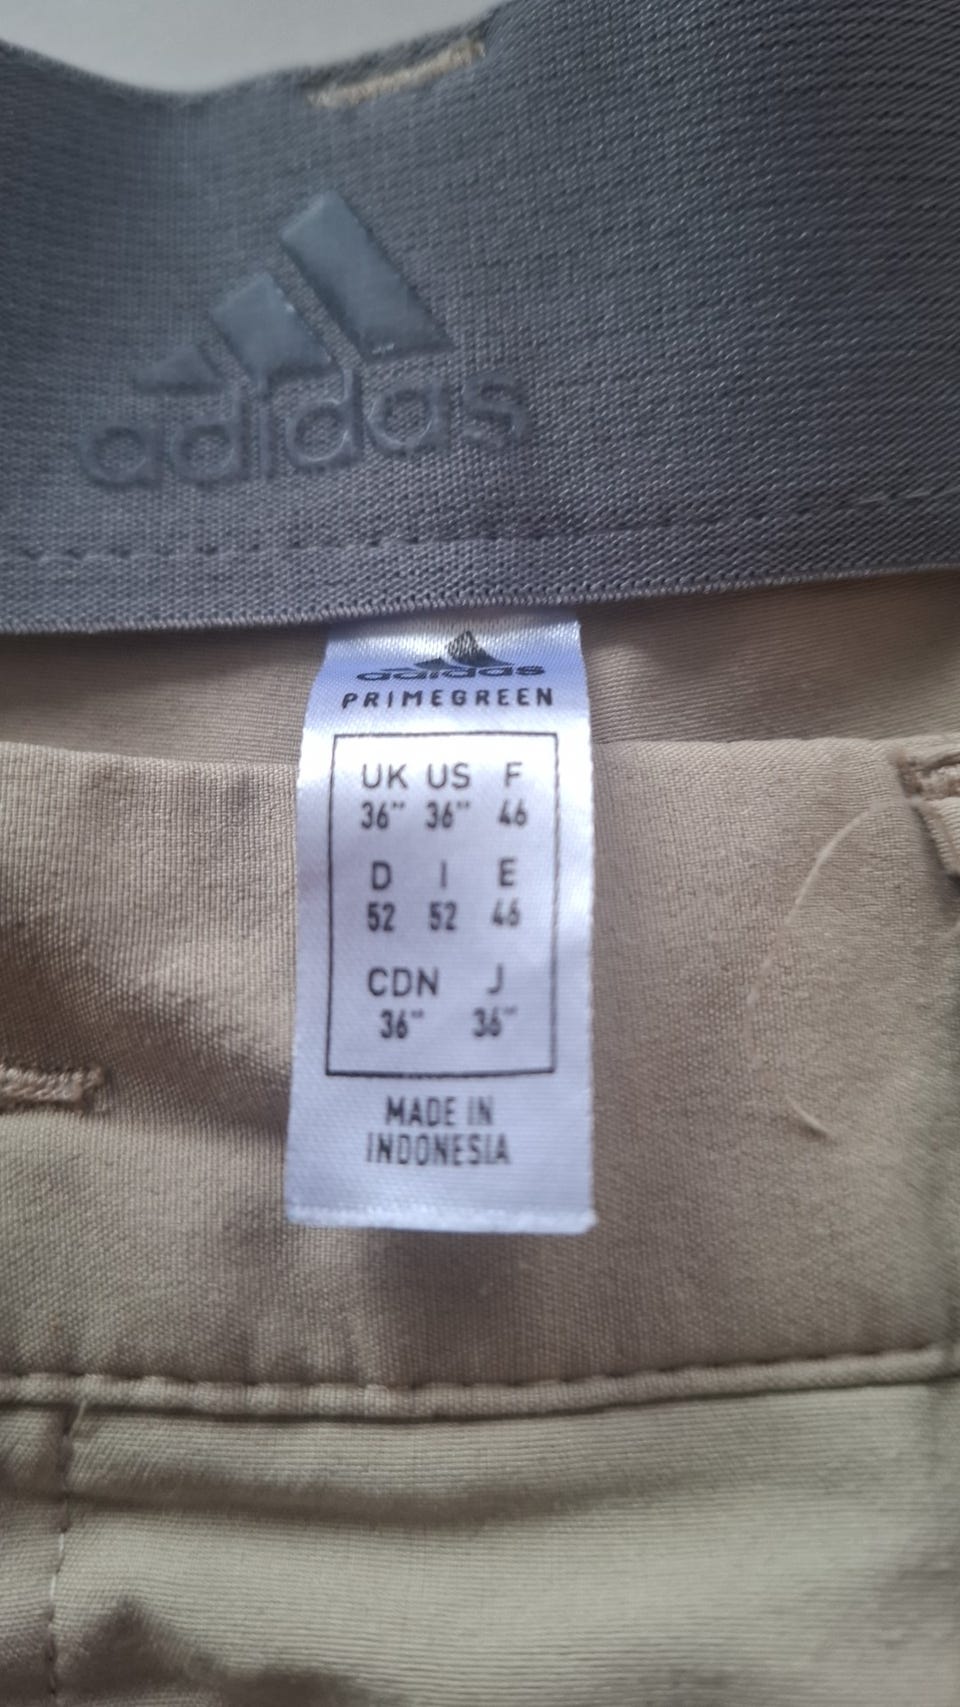 adidas
adidas
PRIMEGREEN
UK US F
36" 36" 46
D I E
52 52 46
CDN J
36" 36"
MADE IN
INDONESIA